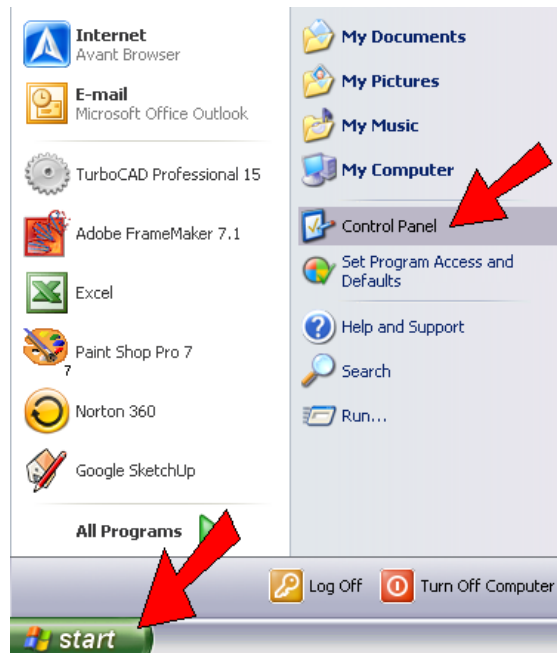 Internet
Avant Browser
E-mail
Microsoft Office Outlook
TurboCAD Professional 15
Adobe FrameMaker 7.1
Excel
Paint Shop Pro 7
7
Norton 360
Google SketchUp
All Programs
My Documents
My Pictures
My Music
My Computer
Control Panel
Set Program Access and
Defaults
Help and Support
Search
Run...
Log Off
Turn Off Computer
start